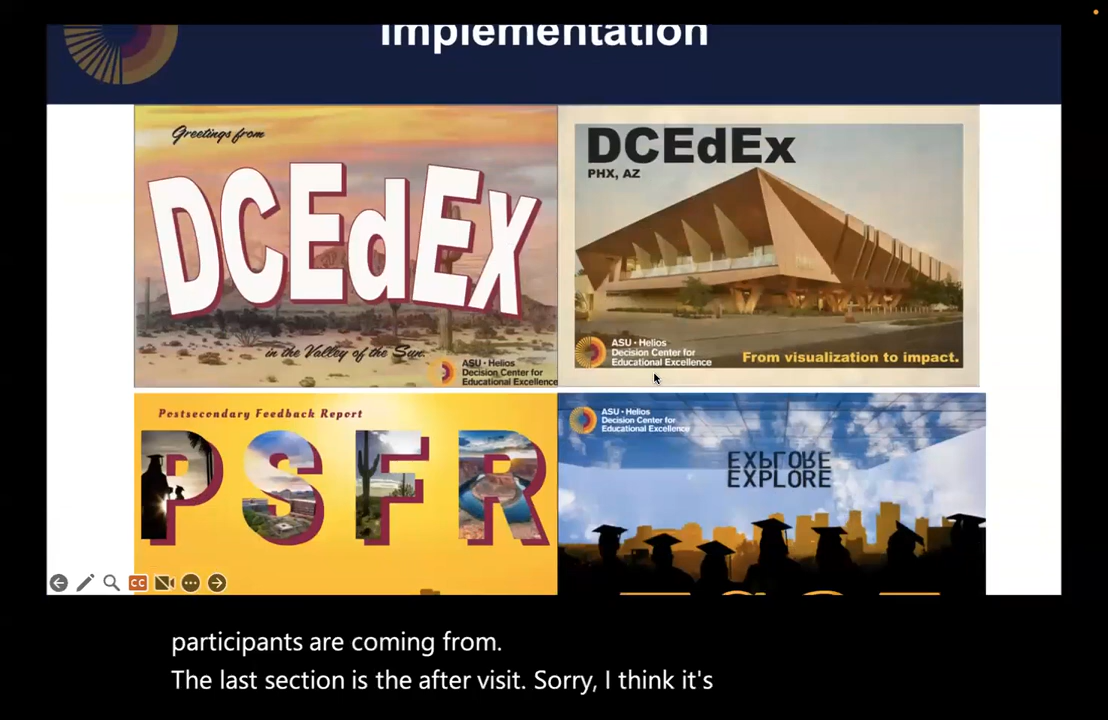 Implementation
Greetings from
DCEdEX
in the Valley of the Sun.
ASU · Helios
Decision Center for
Educational Excellence
DCEdEx
PHX, AZ
ASU · Helios
Decision Center for
Educational Excellence
From visualization to impact.
Postsecondary Feedback Report
PSFR
ASU · Helios
Decision Center for
Educational Excellence
EXPLORE
EXPLORE
CC
participants are coming from.
The last section is the after visit. Sorry, I think it's